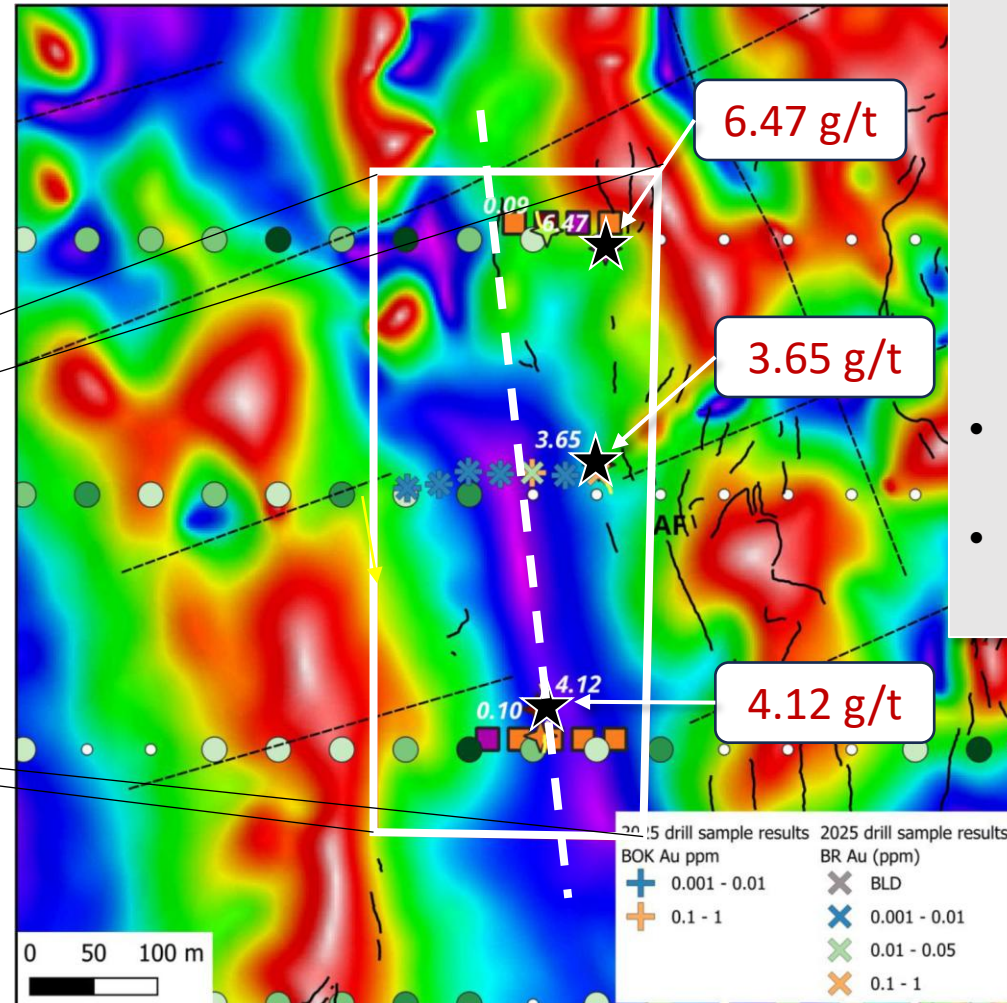 6.47 g/t
0.09
6.47
3.65 g/t
3.65
AF
4.12 g/t
4.12
0.10
2025 drill sample results
BOK Au ppm
0.001 - 0.01
0.1 - 1
2025 drill sample results
BR Au (ppm)
BLD
0.001 - 0.01
0.01 - 0.05
0.1 - 1
0 50 100 m